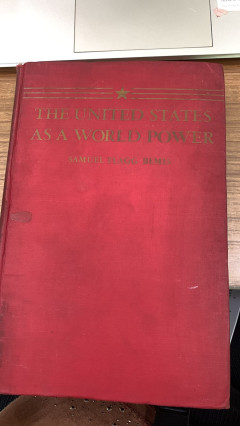 THE UNITED STATES
AS A WORLD POWER
SAMUEL FLAGG BEMIS